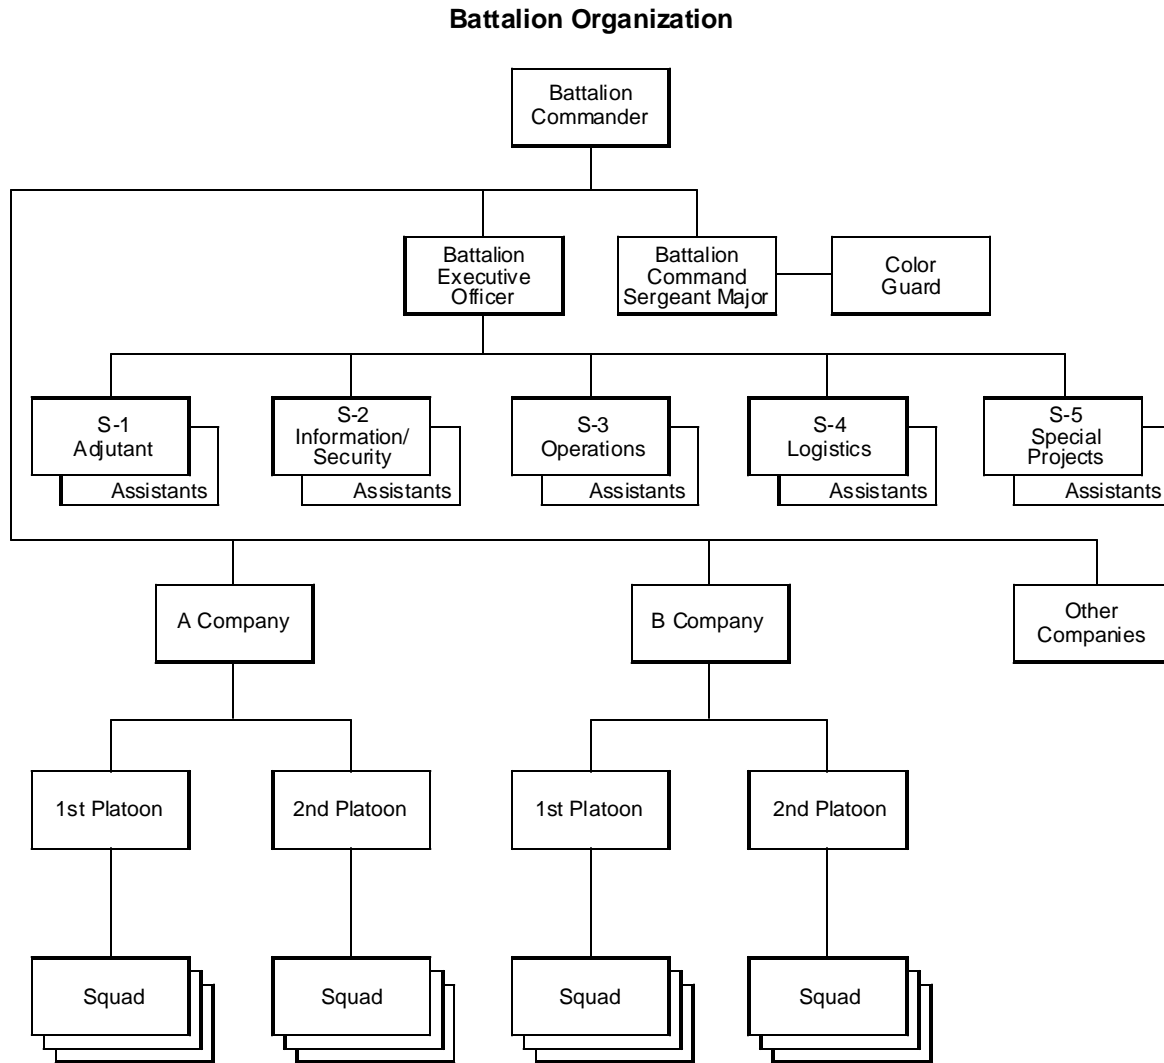 Battalion Organization
Battalion
Commander
Battalion
Executive
Officer
Battalion
Command
Sergeant Major
Color
Guard
S-1
Adjutant
Assistants
S-2
Information/
Security
Assistants
S-3
Operations
Assistants
S-4
Logistics
Assistants
S-5
Special
Projects
Assistants
A Company
B Company
Other
Companies
1st Platoon
2nd Platoon
1st Platoon
2nd Platoon
Squad
Squad
Squad
Squad